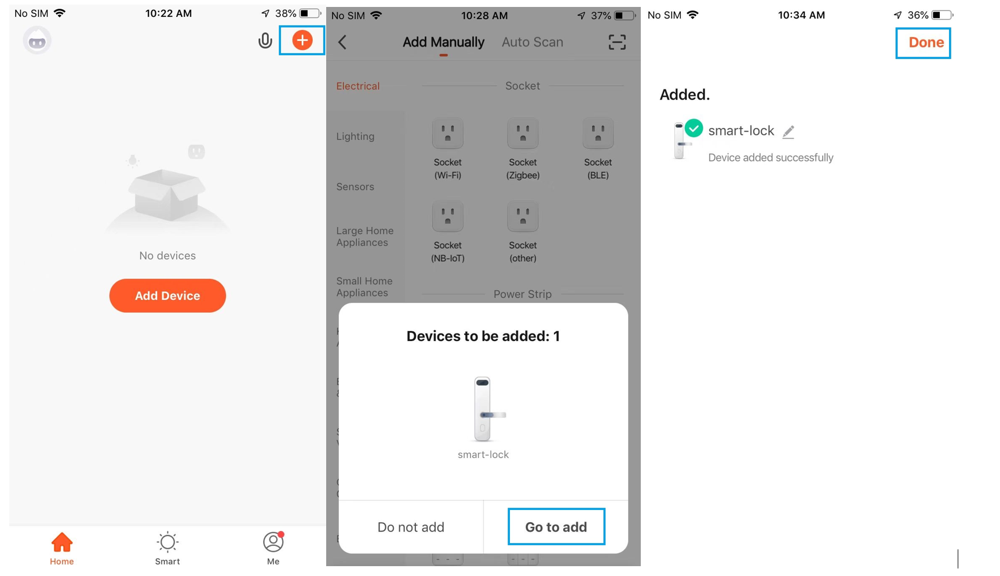 No SIM 10:22 AM 38%
No devices
Add Device
Home Smart Me
No SIM 10:28 AM 37%
Add Manually Auto Scan
Electrical
Lighting
Sensors
Large Home
Appliances
Small Home
Appliances
Socket
Socket Socket Socket
(Wi-Fi) (Zigbee) (BLE)
Socket Socket
(NB-IoT) (other)
Power Strip
Devices to be added: 1
smart-lock
Do not add Go to add
No SIM 10:34 AM 36%
Done
Added.
smart-lock
Device added successfully